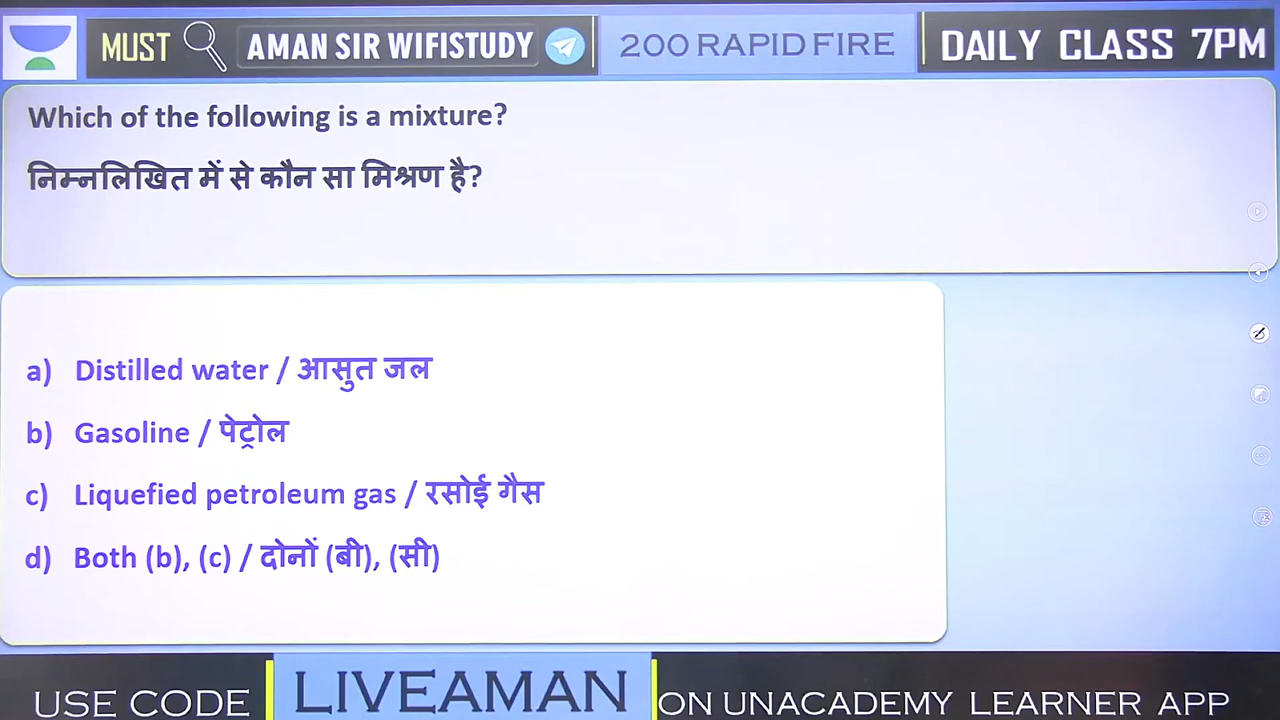 MUST AMAN SIR WIFISTUDY 200 RAPID FIRE DAILY CLASS 7PM
Which of the following is a mixture?
निम्नलिखित में से कौन सा मिश्रण है?
a) Distilled water / आसुत जल
b) Gasoline / पेट्रोल
c) Liquefied petroleum gas / रसोई गैस
d) Both (b), (c) / दोनों (बी), (सी)
USE CODE LIVEAMAN ON UNACADEMY LEARNER APP